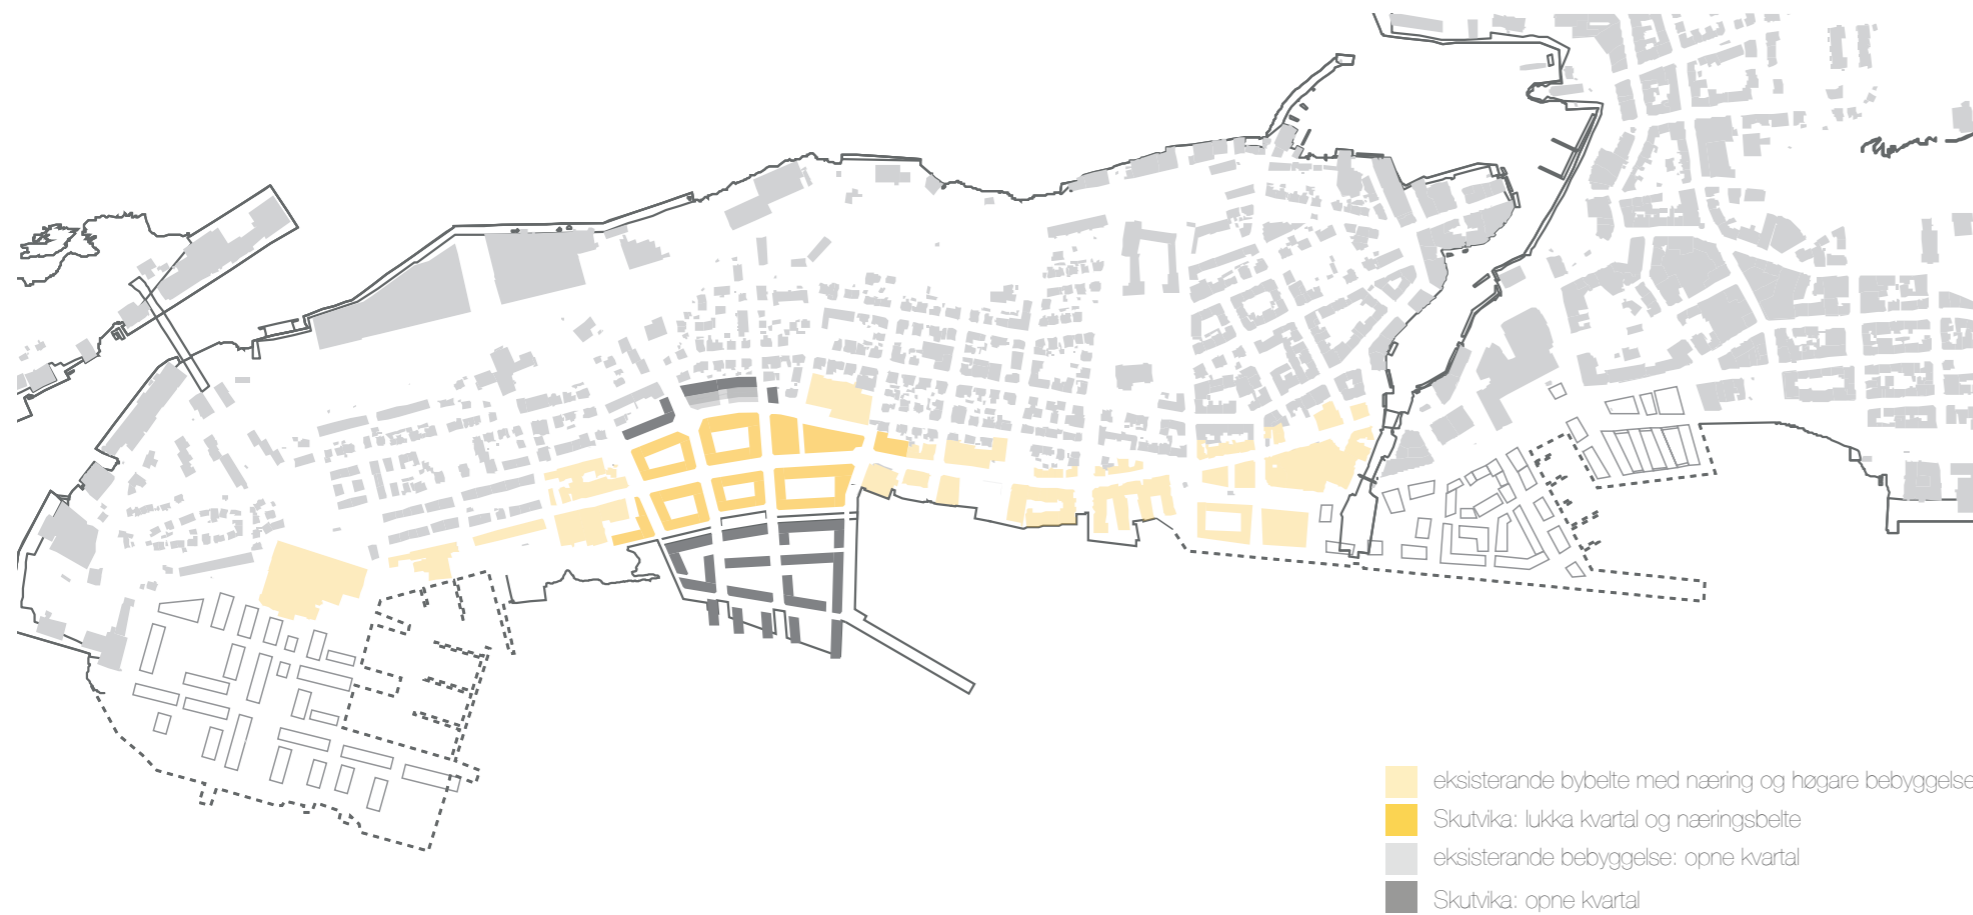 eksisterande bybelte med næring og høgare bebyggelse
Skutvika: lukka kvartal og næringsbelte
eksisterande bebyggelse: opne kvartal
Skutvika: opne kvartal